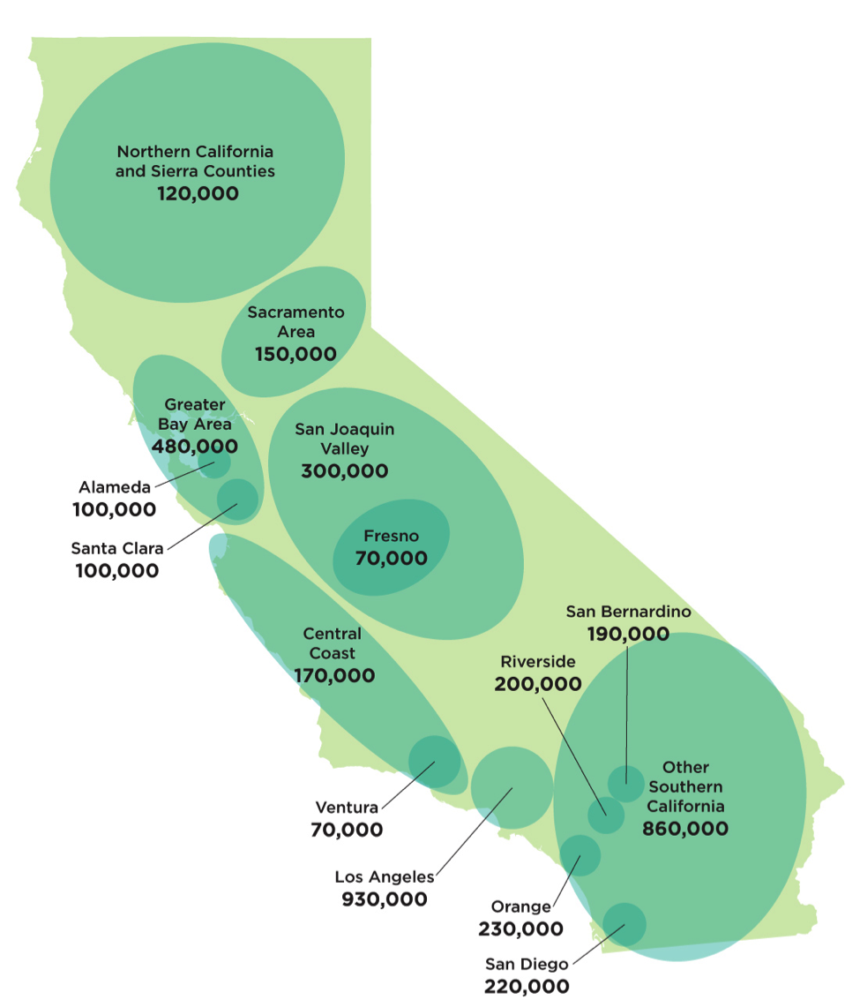 Northern California
and Sierra Counties
120,000
Sacramento
Area
150,000
Greater
Bay Area
480,000
San Joaquin
Valley
300,000
Alameda
100,000
Santa Clara
100,000
Fresno
70,000
San Bernardino
190,000
Central
Coast
170,000
Riverside
200,000
Other
Southern
California
860,000
Ventura
70,000
Los Angeles
930,000
Orange
230,000
San Diego
220,000